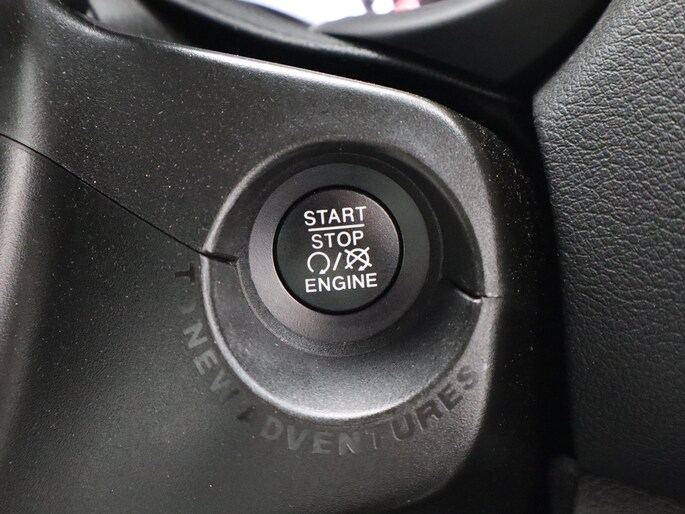 START
STOP
/
ENGINE
TO NEW ADVENTURES